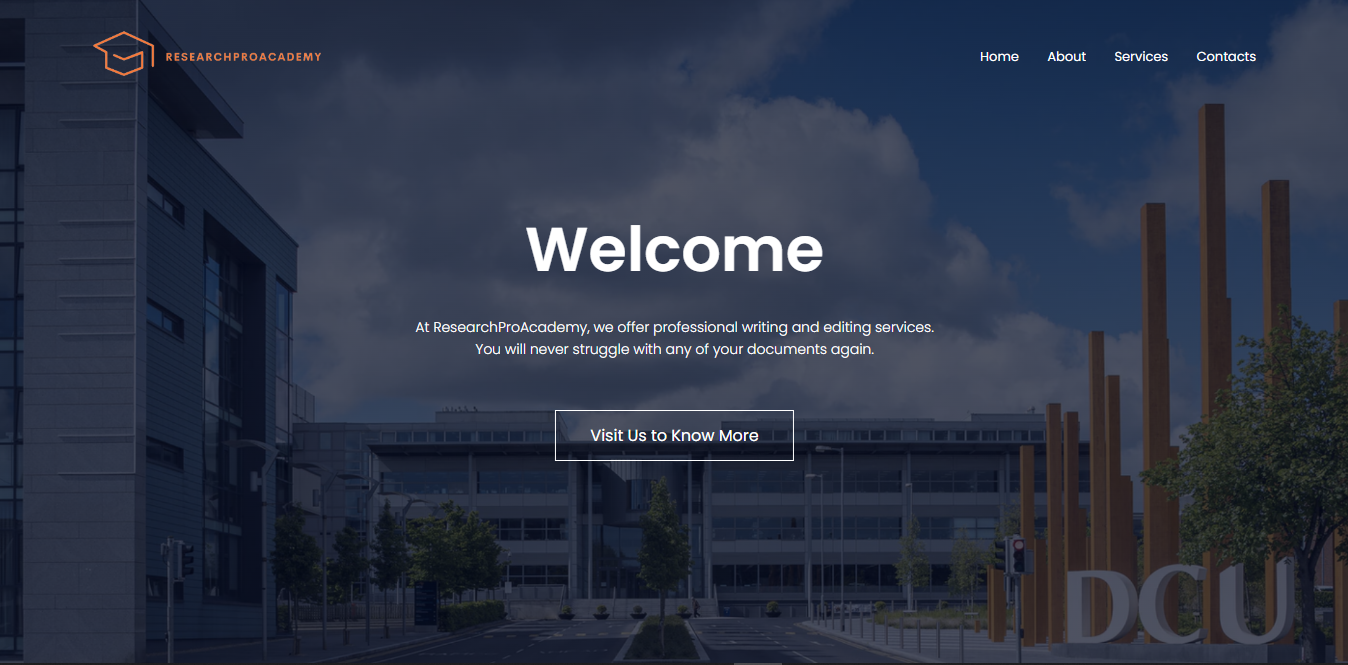 RESEARCHPROACADEMY
Home About Services Contacts
Welcome
At ResearchProAcademy, we offer professional writing and editing services.
You will never struggle with any of your documents again.
Visit Us to Know More
DCU